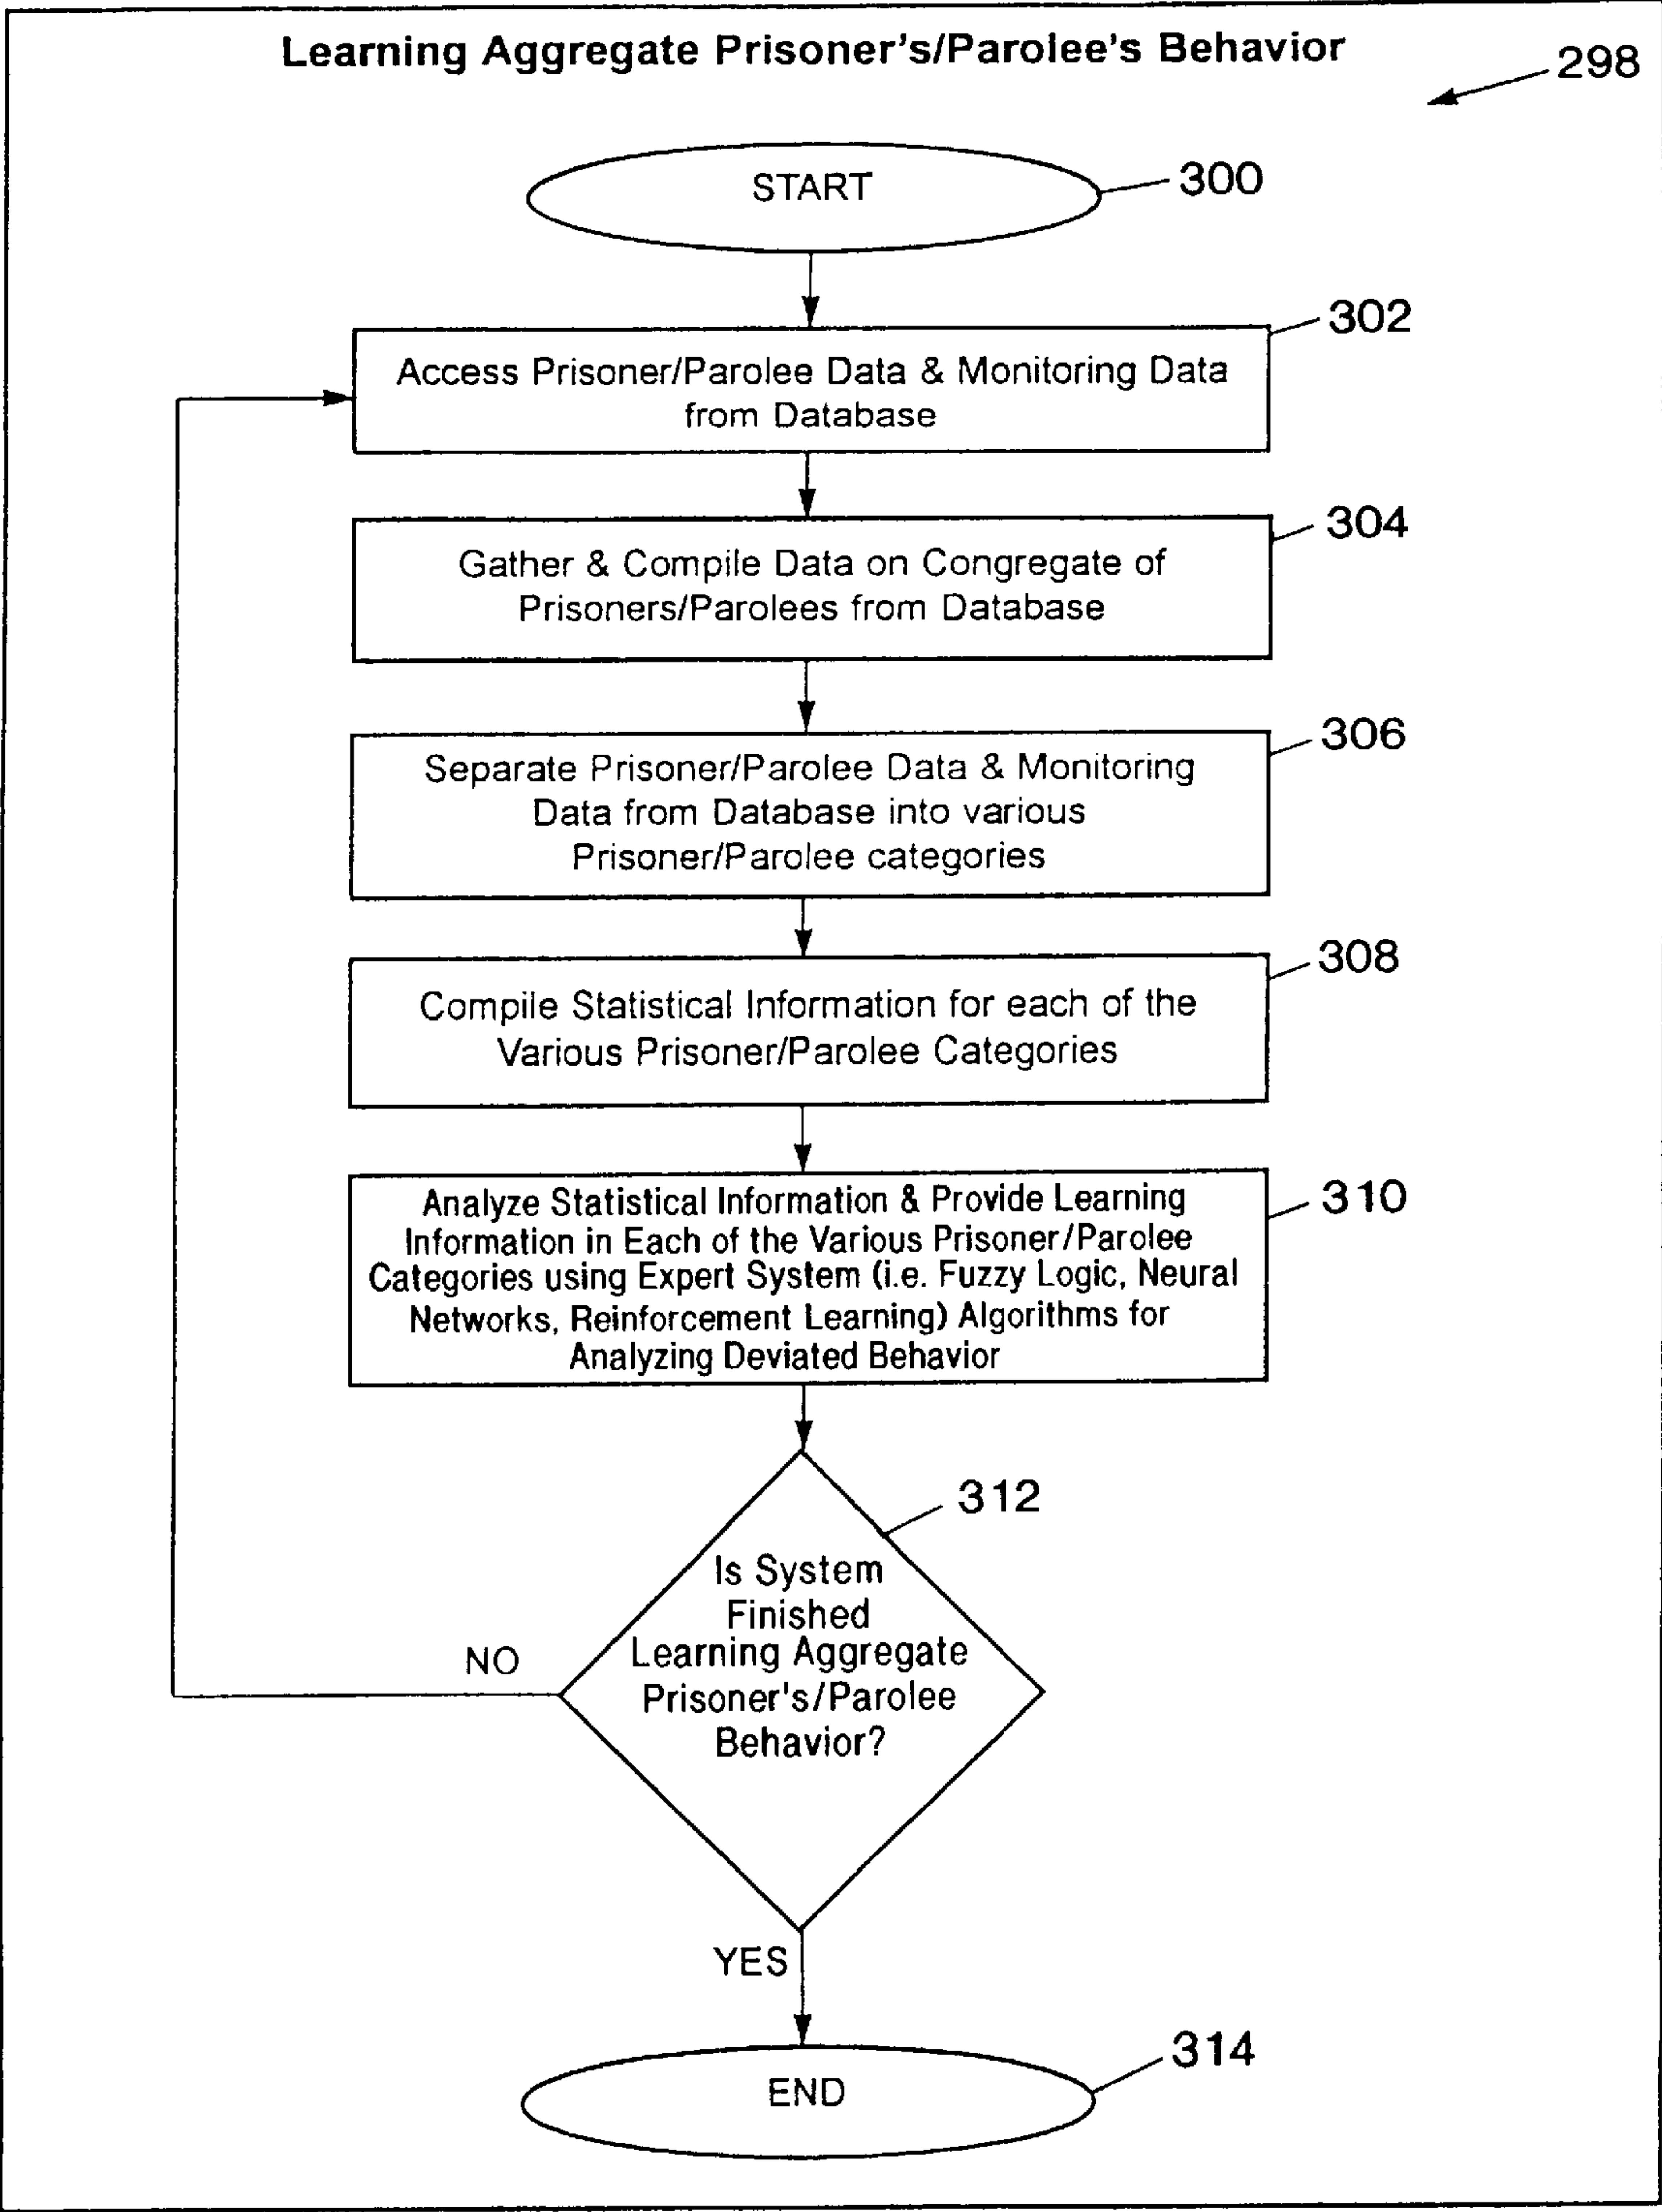 Learning Aggregate Prisoner's/Parolee's Behavior
298
START
300
302
Access Prisoner/Parolee Data & Monitoring Data
from Database
304
Gather & Compile Data on Congregate of
Prisoners/Parolees from Database
306
Separate Prisoner/Parolee Data & Monitoring
Data from Database into various
Prisoner/Parolee categories
308
Compile Statistical Information for each of the
Various Prisoner/Parolee Categories
310
Analyze Statistical Information & Provide Learning
Information in Each of the Various Prisoner/Parolee
Categories using Expert System (i.e. Fuzzy Logic, Neural
Networks, Reinforcement Learning) Algorithms for
Analyzing Deviated Behavior
312
Is System
Finished
Learning Aggregate
Prisoner's/Parolee
Behavior?
NO
YES
314
END